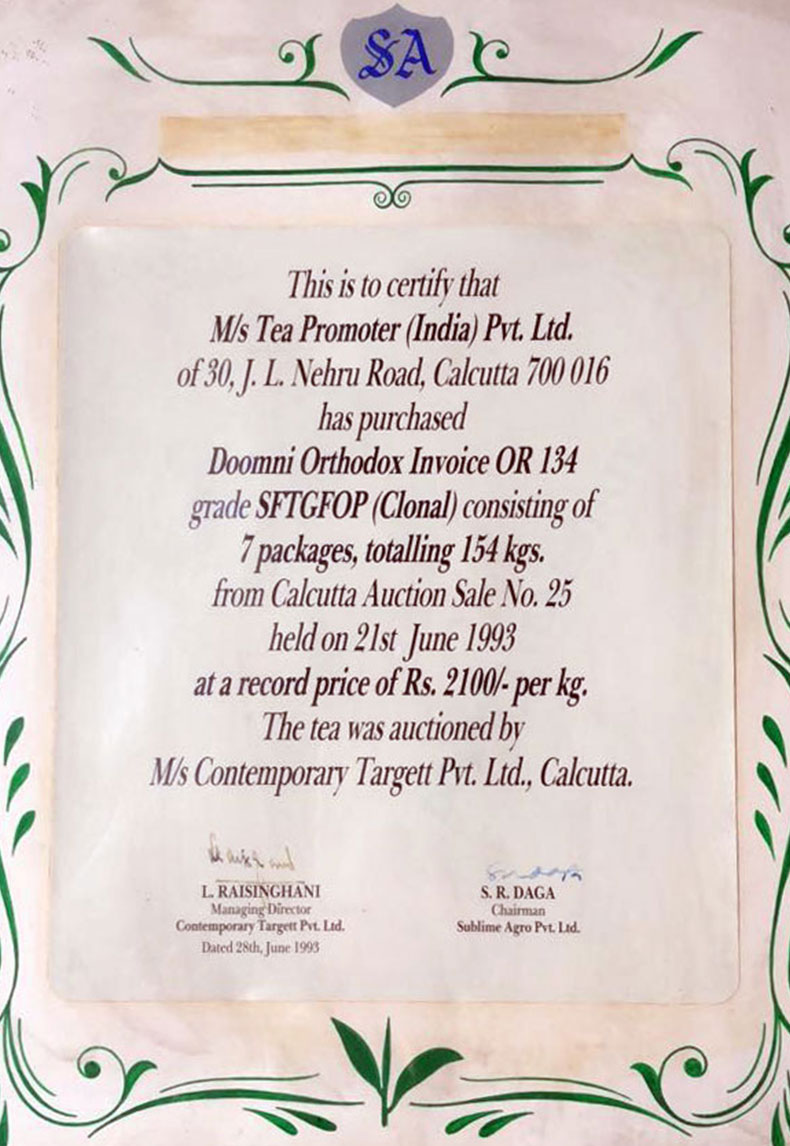 SA
This is to certify that
M/s Tea Promoter (India) Pvt. Ltd.
of 30, J. L. Nehru Road, Calcutta 700 016
has purchased
Doomni Orthodox Invoice OR 134
grade SFTGFOP (Clonal) consisting of
7 packages, totalling 154 kgs.
from Calcutta Auction Sale No. 25
held on 21st June 1993
at a record price of Rs. 2100/- per kg.
The tea was auctioned by
M/s Contemporary Targett Pvt. Ltd., Calcutta.
L. RAISINGHANI
Managing Director
Contemporary Targett Pvt. Ltd.
Dated 28th, June 1993
S. R. DAGA
Chairman
Sublime Agro Pvt. Ltd.